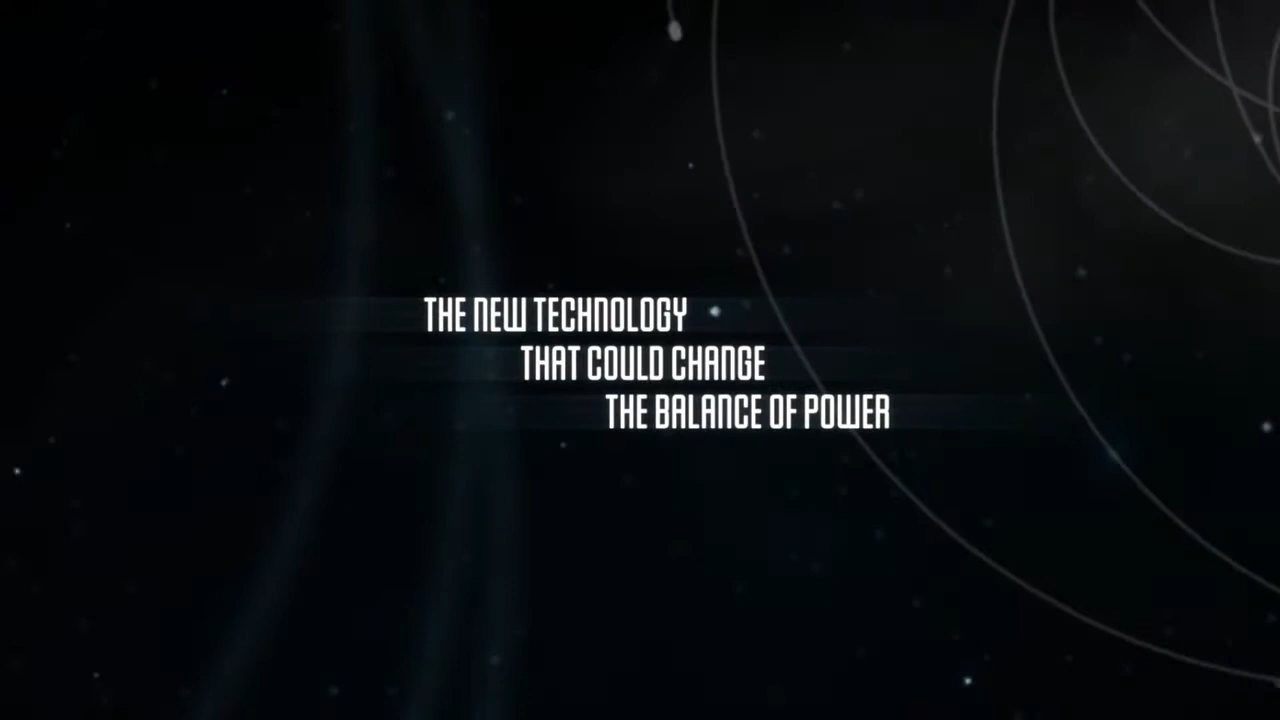 THE NEW TECHNOLOGY
THAT COULD CHANGE
THE BALANCE OF POWER